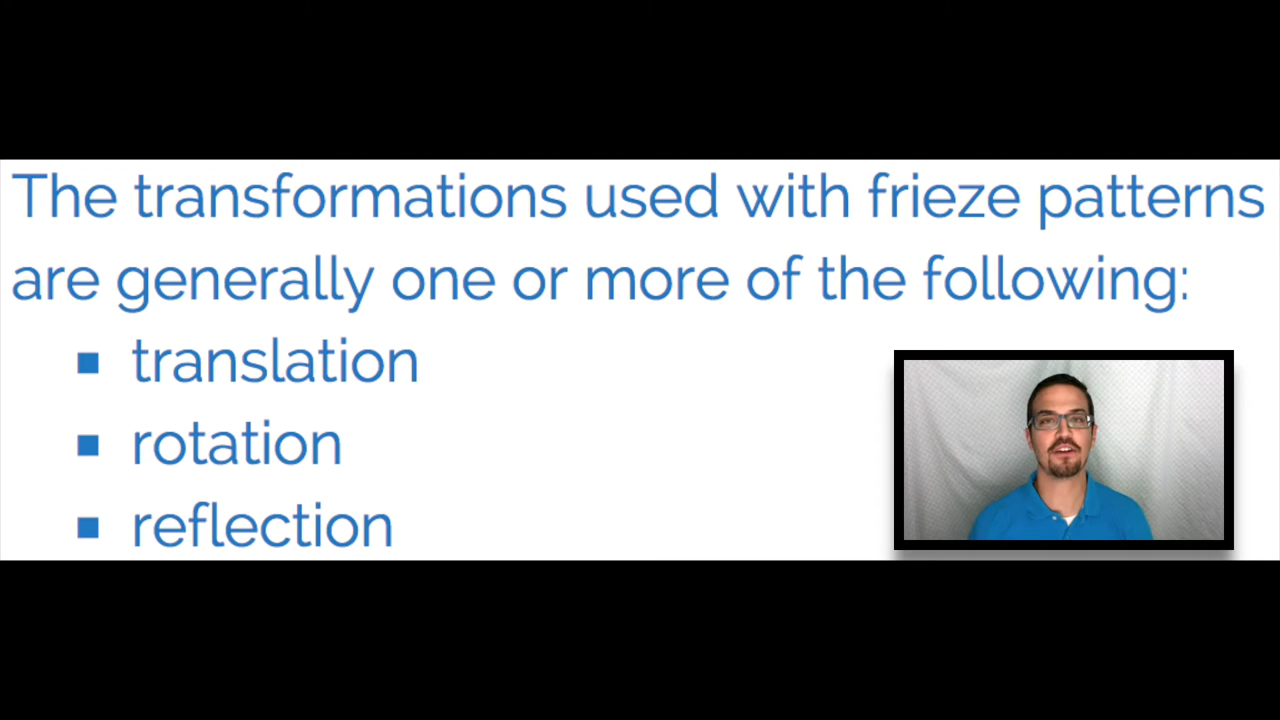 The transformations used with frieze patterns
are generally one or more of the following:
▪ translation
▪ rotation
▪ reflection